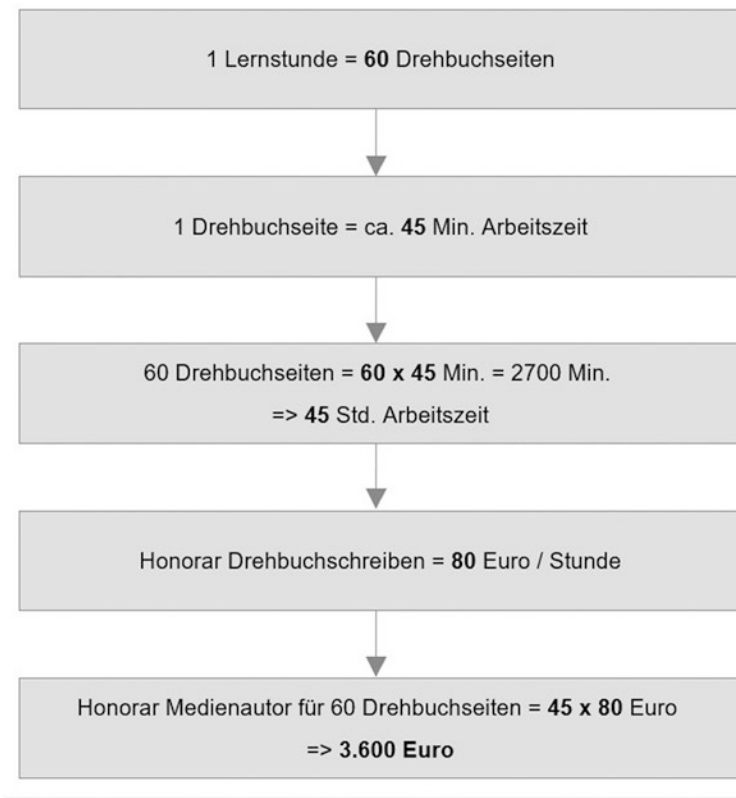 1 Lernstunde = 60 Drehbuchseiten
1 Drehbuchseite = ca. 45 Min. Arbeitszeit
60 Drehbuchseiten = 60 x 45 Min. = 2700 Min.
=> 45 Std. Arbeitszeit
Honorar Drehbuchschreiben = 80 Euro / Stunde
Honorar Medienautor für 60 Drehbuchseiten = 45 x 80 Euro
=> 3.600 Euro